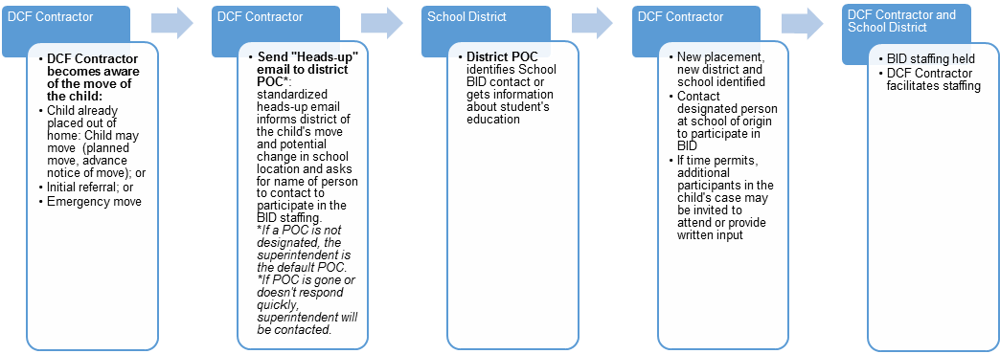 DCF Contractor
• DCF Contractor
becomes aware
of the move of
the child:
• Child already
placed out of
home: Child may
move (planned
move, advance
notice of move); or
• Initial referral; or
• Emergency move
DCF Contractor
• Send "Heads-up"
email to district
POC*:
standardized
heads-up email
informs district of
the child's move
and potential
change in school
location and asks
for name of person
to contact to
participate in the
BID staffing.
*If a POC is not
designated, the
superintendent is
the default POC.
*If POC is gone or
doesn't respond
quickly,
superintendent will
be contacted.
School District
• District POC
identifies School
BID contact or
gets information
about student's
education
DCF Contractor
• New placement,
new district and
school identified
• Contact
designated person
at school of origin
to participate in
BID
• If time permits,
additional
participants in the
child's case may
be invited to
attend or provide
written input
DCF Contractor and
School District
• BID staffing held
• DCF Contractor
facilitates staffing